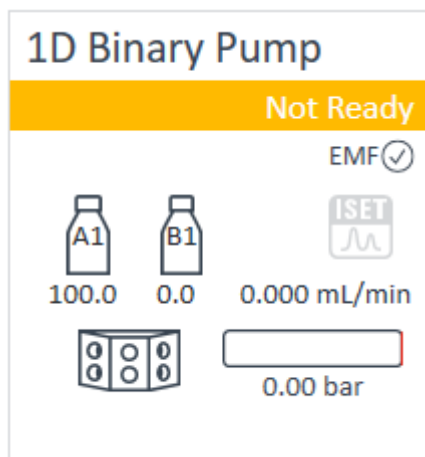 1D Binary Pump
Not Ready
EMF
ISET
A1 B1
100.0 0.0 0.000 mL/min
0.00 bar